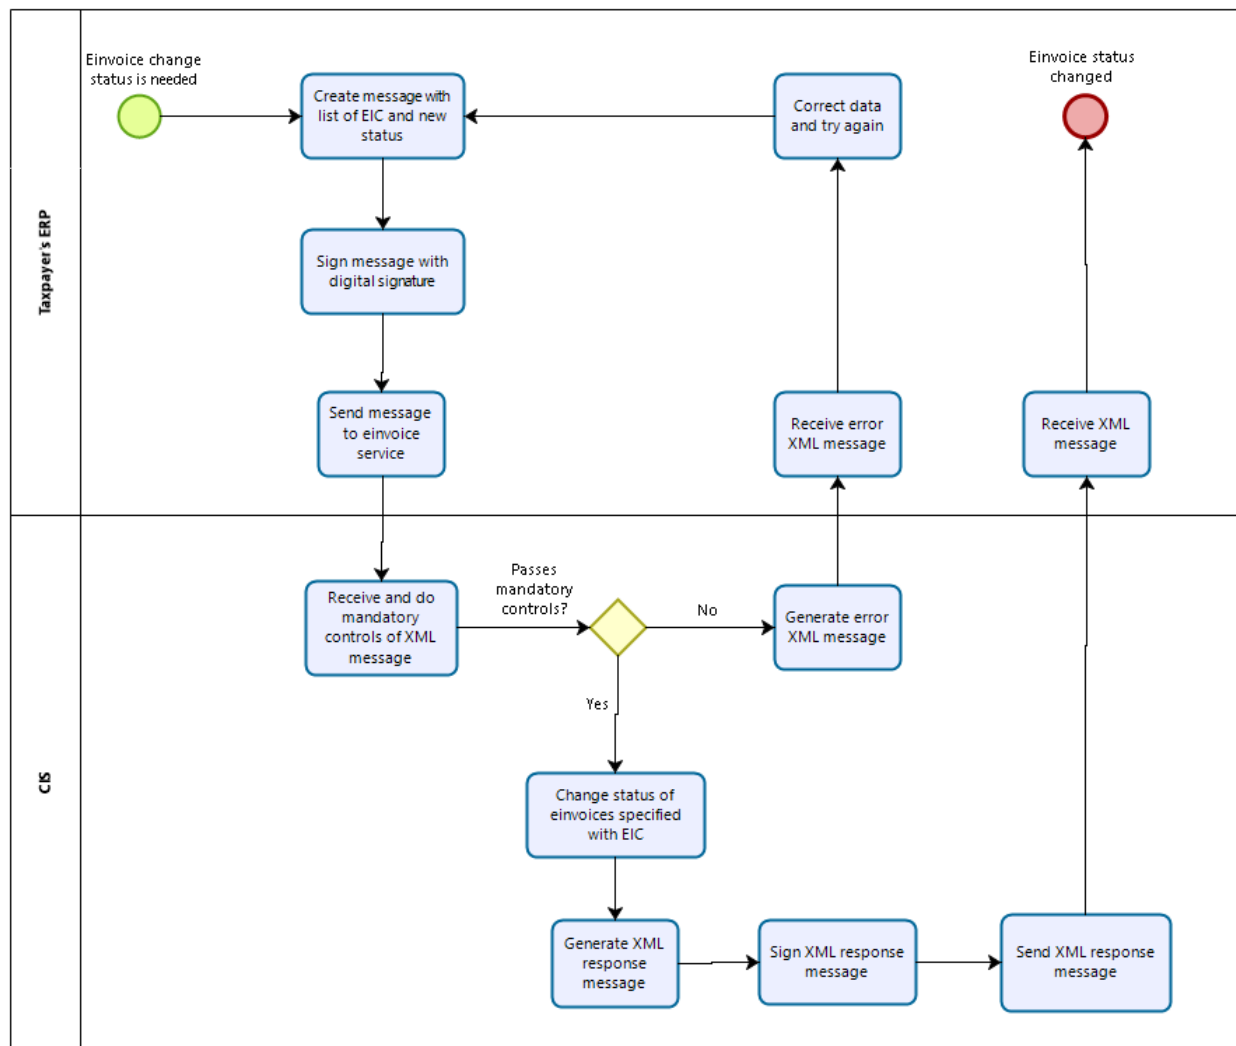 Einvoice change
status is needed
Create message with
list of EIC and new
status
Correct data
and try again
Einvoice status
changed
Taxpayer's ERP
Sign message with
digital signature
Send message
to einvoice
service
Receive error
XML message
Receive XML
message
CIS
Receive and do
mandatory
controls of XML
message
Passes
mandatory
controls?
No
Generate error
XML message
Yes
Change status of
einvoices specified
with EIC
Generate XML
response
message
Sign XML response
message
Send XML response
message